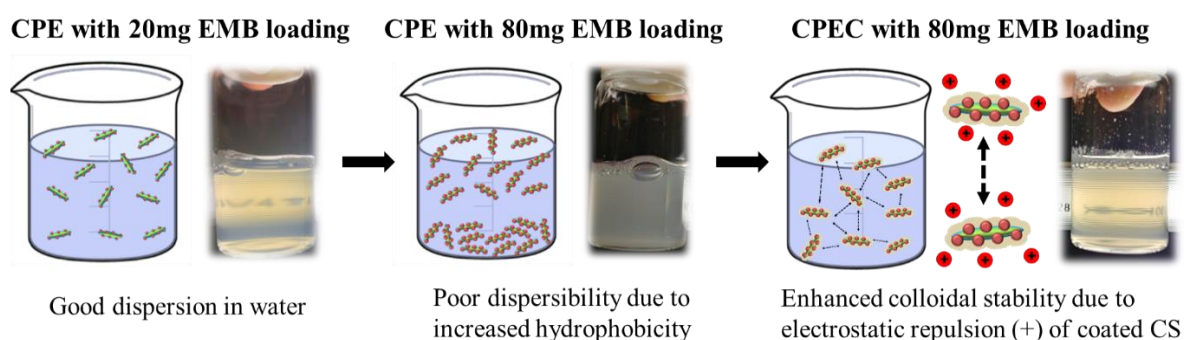 CPE with 20mg EMB loading
CPE with 80mg EMB loading
CPEC with 80mg EMB loading
+ + +
+ +
28
+ +
+ + +
Good dispersion in water
Poor dispersibility due to
increased hydrophobicity
Enhanced colloidal stability due to
electrostatic repulsion (+) of coated CS